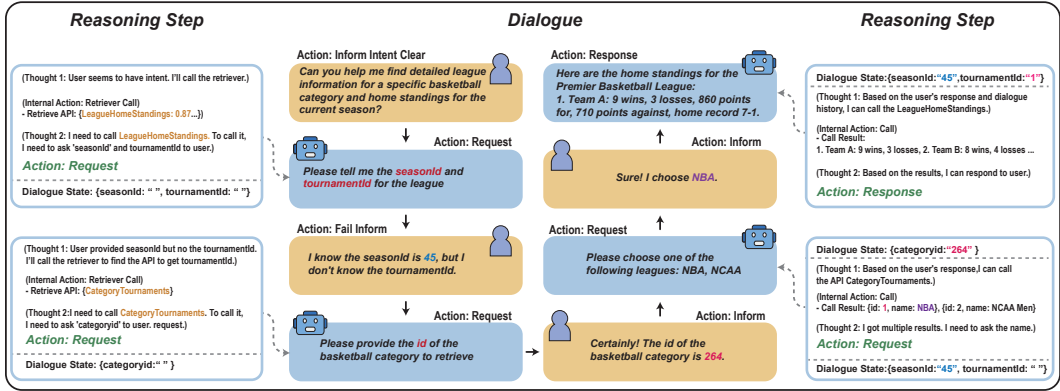 Reasoning Step
Dialogue
Reasoning Step
(Thought 1: User seems to have intent. I'll call the retriever.)
(Internal Action: Retriever Call)
- Retrieve API: {LeagueHomeStandings: 0.87...})
(Thought 2: I need to call LeagueHomeStandings. To call it,
I need to ask 'seasonId' and tournamentId to user.)
Action: Request
Dialogue State: {seasonId: “ ”, tournamentId: “ ”}
(Thought 1: User provided seasonId but no the tournamentId.
I'll call the retriever to find the API to get tournamentId.)
(Internal Action: Retriever Call)
- Retrieve API: {CategoryTournaments}
(Thought 2:I need to call CategoryTournaments. To call it,
I need to ask 'categoryid' to user. request.)
Action: Request
Dialogue State: {categoryid:“ ” }
Action: Inform Intent Clear
Can you help me find detailed league
information for a specific basketball
category and home standings for the
current season?
Action: Request
Please tell me the seasonId and
tournamentId for the league
Action: Fail Inform
I know the seasonId is 45, but I
don't know the tournamentId.
Action: Request
Please provide the id of the
basketball category to retrieve
Action: Response
Here are the home standings for the
Premier Basketball League:
1. Team A: 9 wins, 3 losses, 860 points
for, 710 points against, home record 7-1.
Action: Inform
Sure! I choose NBA.
Action: Request
Please choose one of the
following leagues: NBA, NCAA
Action: Inform
Certainly! The id of the
basketball category is 264.
Dialogue State:{seasonId:“45”,tournamentId:“1”}
(Thought 1: Based on the user's response and dialogue
history, I can call the LeagueHomeStandings.)
(Internal Action: Call)
- Call Result:
1. Team A: 9 wins, 3 losses, 2. Team B: 8 wins, 4 losses ...
(Thought 2: Based on the results, I can respond to user.)
Action: Response
Dialogue State: {categoryid:“264” }
(Thought 1: Based on the user's response,I can call
the API CategoryTournaments.)
(Internal Action: Call)
- Call Result: {id: 1, name: NBA}, {id: 2, name: NCAA Men}
(Thought 2: I got multiple results. I need to ask the name.)
Action: Request
Dialogue State:{seasonId:“45”, tournamentId: “ ”}